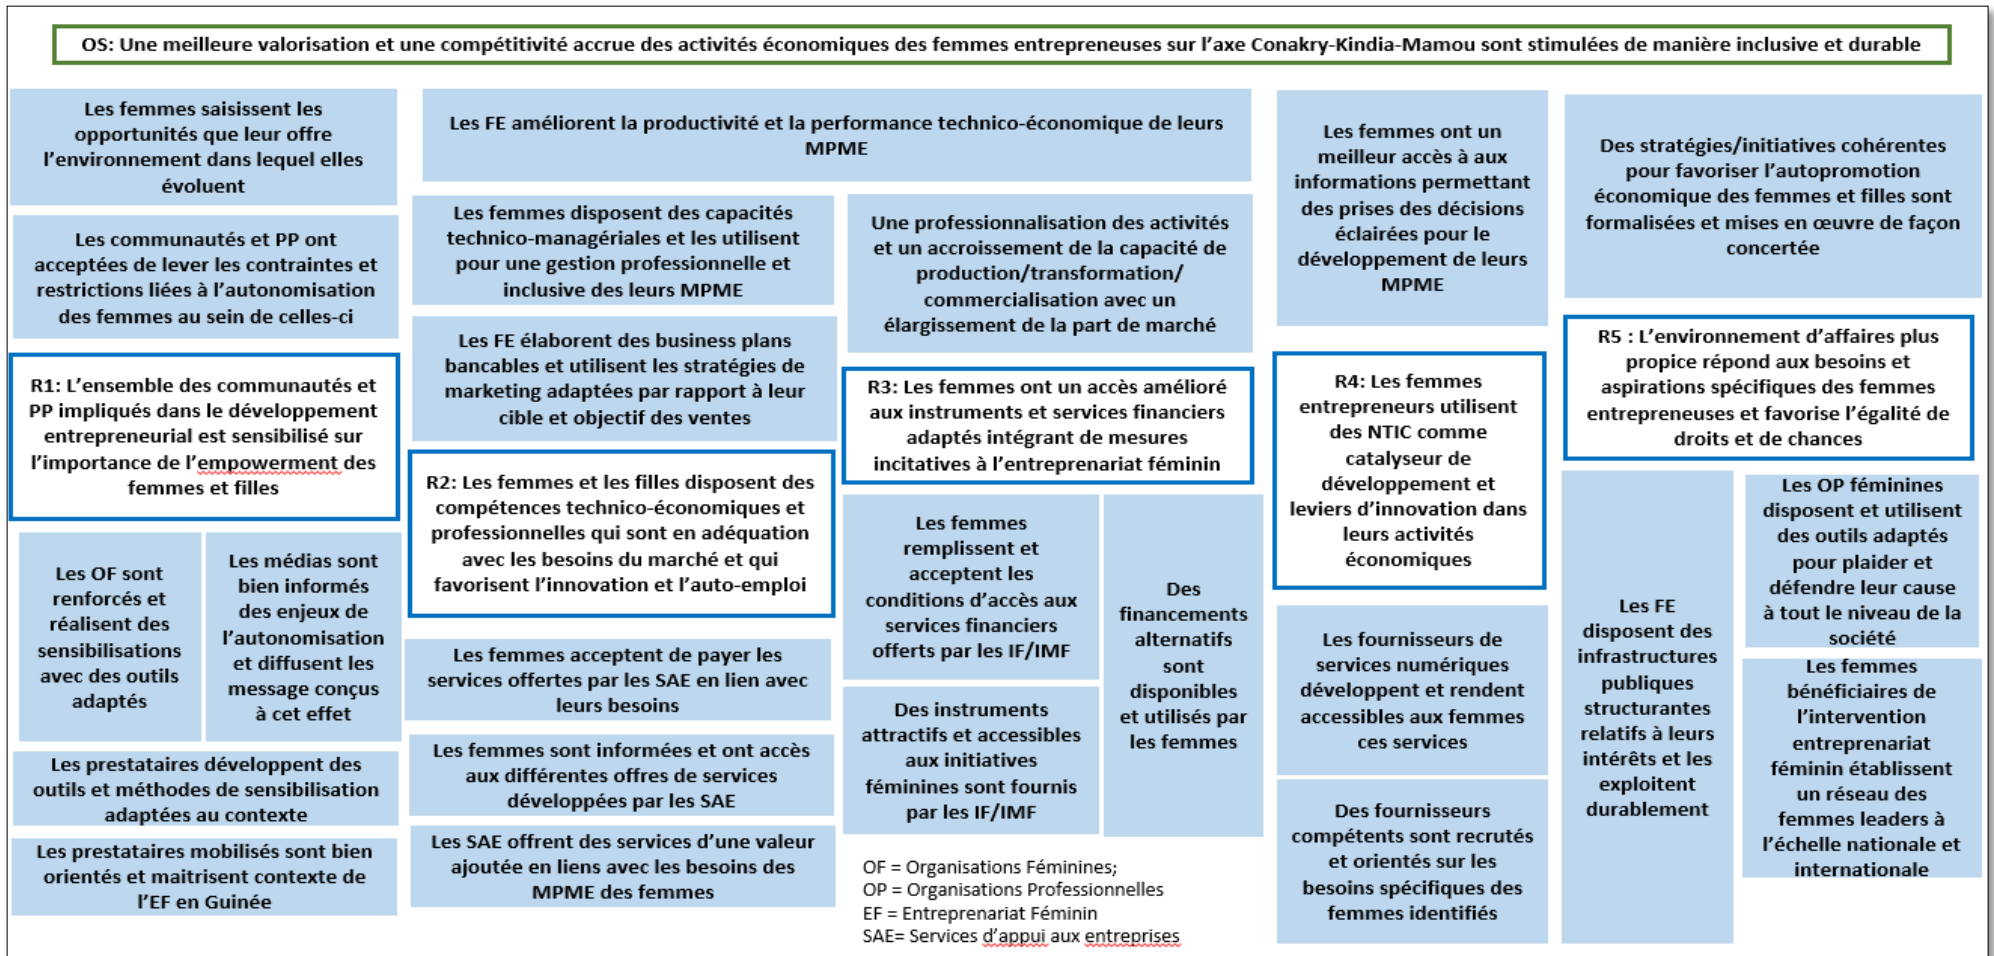 OS: Une meilleure valorisation et une compétitivité accrue des activités économiques des femmes entrepreneuses sur l'axe Conakry-Kindia-Mamou sont stimulées de manière inclusive et durable
Les femmes saisissent les
opportunités que leur offre
l'environnement dans lequel elles
évoluent
Les communautés et PP ont
acceptées de lever les contraintes et
restrictions liées à l'autonomisation
des femmes au sein de celles-ci
R1: L'ensemble des communautés et
PP impliqués dans le développement
entrepreneurial est sensibilisé sur
l'importance de l'empowerment des
femmes et filles
Les OF sont
renforcés et
réalisent des
sensibilisations
avec des outils
adaptés
Les médias sont
bien informés
des enjeux de
l'autonomisation
et diffusent les
message conçus
à cet effet
Les prestataires développent des
outils et méthodes de sensibilisation
adaptées au contexte
Les prestataires mobilisés sont bien
orientés et maitrisent contexte de
l'EF en Guinée
Les FE améliorent la productivité et la performance technico-économique de leurs
MPME
Les femmes disposent des capacités
technico-managériales et les utilisent
pour une gestion professionnelle et
inclusive des leurs MPME
Les FE élaborent des business plans
bancables et utilisent les stratégies de
marketing adaptées par rapport à leur
cible et objectif des ventes
R2: Les femmes et les filles disposent des
compétences technico-économiques et
professionnelles qui sont en adéquation
avec les besoins du marché et qui
favorisent l'innovation et l'auto-emploi
Les femmes acceptent de payer les
services offertes par les SAE en lien avec
leurs besoins
Les femmes sont informées et ont accès
aux différentes offres de services
développées par les SAE
Les SAE offrent des services d'une valeur
ajoutée en liens avec les besoins des
MPME des femmes
Une professionnalisation des activités
et un accroissement de la capacité de
production/transformation/
commercialisation avec un
élargissement de la part de marché
R3: Les femmes ont un accès amélioré
aux instruments et services financiers
adaptés intégrant de mesures
incitatives à l'entreprenariat féminin
Les femmes
remplissent et
acceptent les
conditions d'accès aux
services financiers
offerts par les IF/IMF
Des instruments
attractifs et accessibles
aux initiatives
féminines sont fournis
par les IF/IMF
Des
financements
alternatifs
sont
disponibles
et utilisés par
les femmes
OF = Organisations Féminines;
OP = Organisations Professionnelles
EF = Entreprenariat Féminin
SAE= Services d'appui aux entreprises
Les femmes ont un
meilleur accès à aux
informations permettant
des prises des décisions
éclairées pour le
développement de leurs
MPME
R4: Les femmes
entrepreneurs utilisent
des NTIC comme
catalyseur de
développement et
leviers d'innovation dans
leurs activités
économiques
Les fournisseurs de
services numériques
développent et rendent
accessibles aux femmes
ces services
Des fournisseurs
compétents sont recrutés
et orientés sur les
besoins spécifiques des
femmes identifiés
Des stratégies/initiatives cohérentes
pour favoriser l'autopromotion
économique des femmes et filles sont
formalisées et mises en œuvre de façon
concertée
R5 : L'environnement d'affaires plus
propice répond aux besoins et
aspirations spécifiques des femmes
entrepreneuses et favorise l'égalité de
droits et de chances
Les FE
disposent des
infrastructures
publiques
structurantes
relatifs à leurs
intérêts et les
exploitent
durablement
Les OP féminines
disposent et utilisent
des outils adaptés
pour plaider et
défendre leur cause
à tout le niveau de la
société
Les femmes
bénéficiaires de
l'intervention
entreprenariat
féminin établissent
un réseau des
femmes leaders à
l'échelle nationale et
internationale